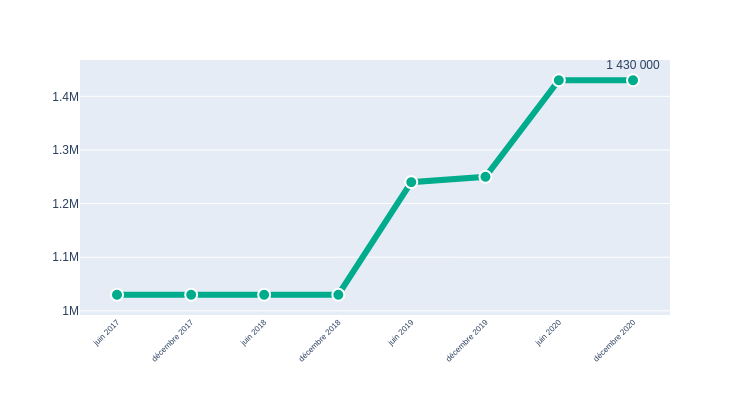 1 430 000
1.4M
1.3M
1.2M
1.1M
1M
juin 2017
décembre 2017
juin 2018
décembre 2018
juin 2019
décembre 2019
juin 2020
décembre 2020